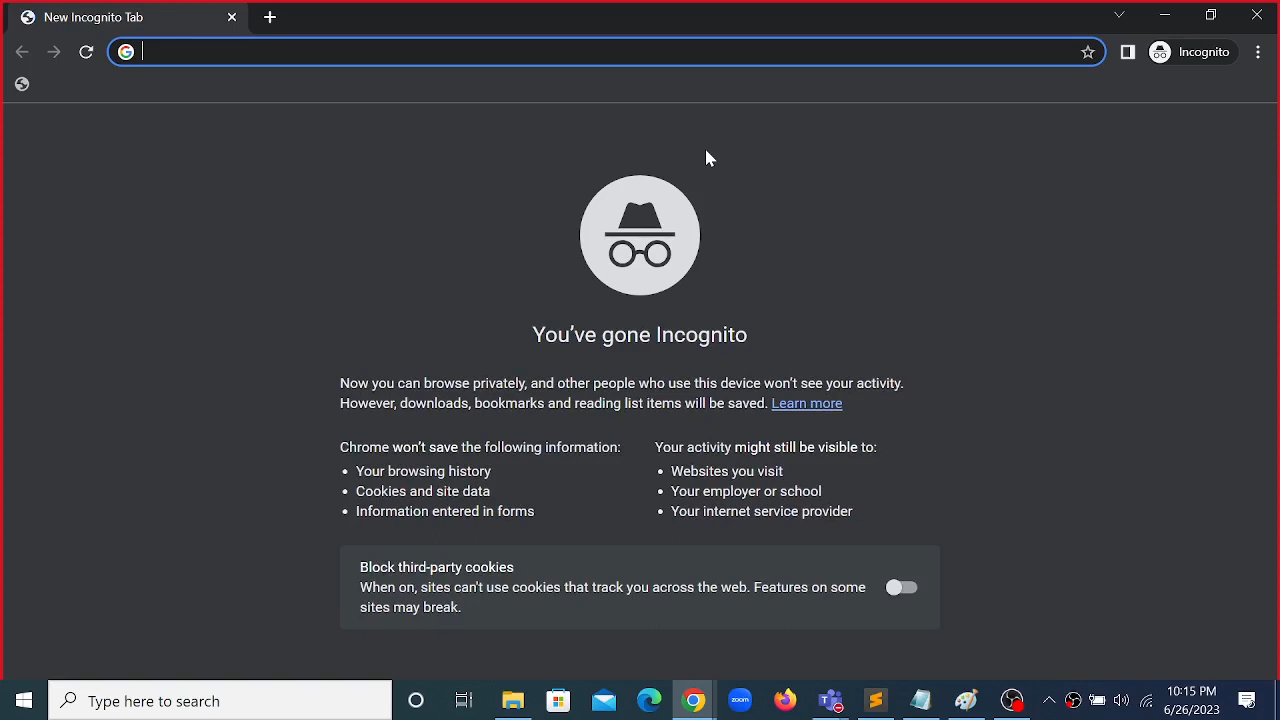 New Incognito Tab
Incognito
You've gone Incognito
Now you can browse privately, and other people who use this device won't see your activity.
However, downloads, bookmarks and reading list items will be saved. Learn more
Chrome won't save the following information:
• Your browsing history
• Cookies and site data
• Information entered in forms
Your activity might still be visible to:
• Websites you visit
• Your employer or school
• Your internet service provider
Block third-party cookies
When on, sites can't use cookies that track you across the web. Features on some
sites may break.
Type here to search
zoom
10:15 PM
6/26/2023